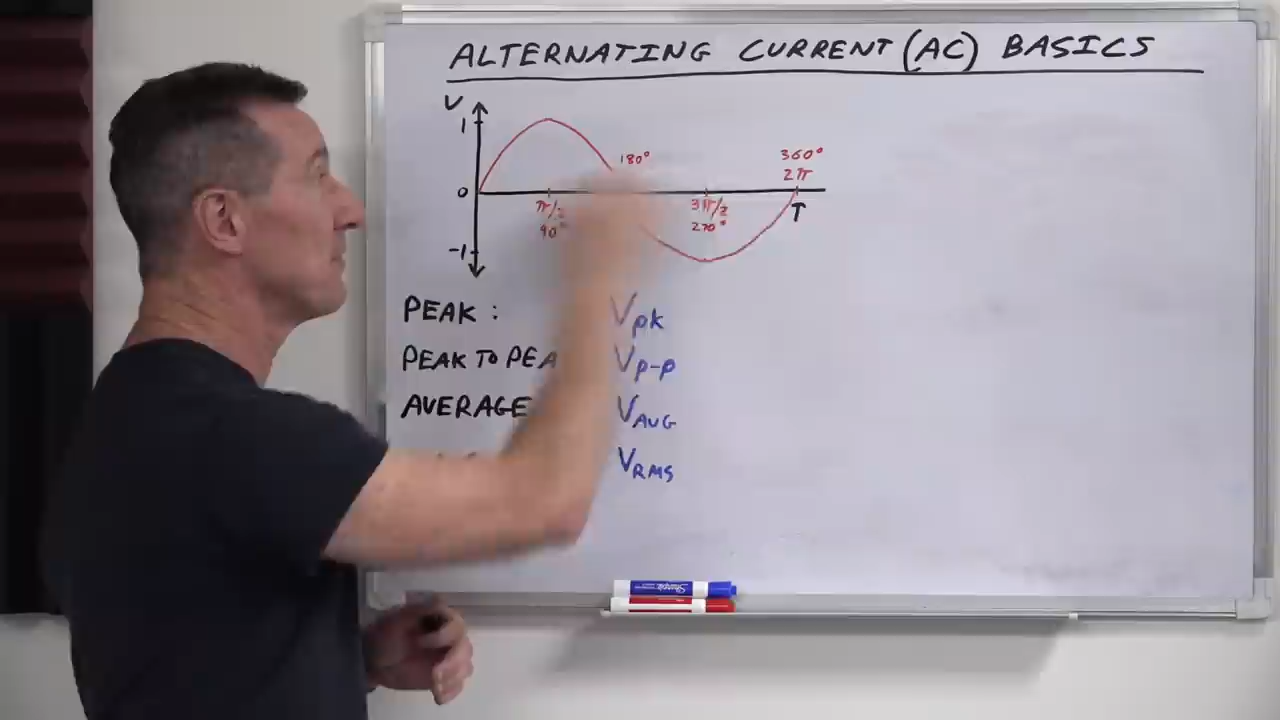 ALTERNATING CURRENT (AC) BASICS
V
1
180°
360°
2π
0
π/2
3π/2
T
90°
270°
-1
PEAK : Vpk
PEAK TO PEA Vp-p
AVERAGE VAVG
VRMS
Sharpie